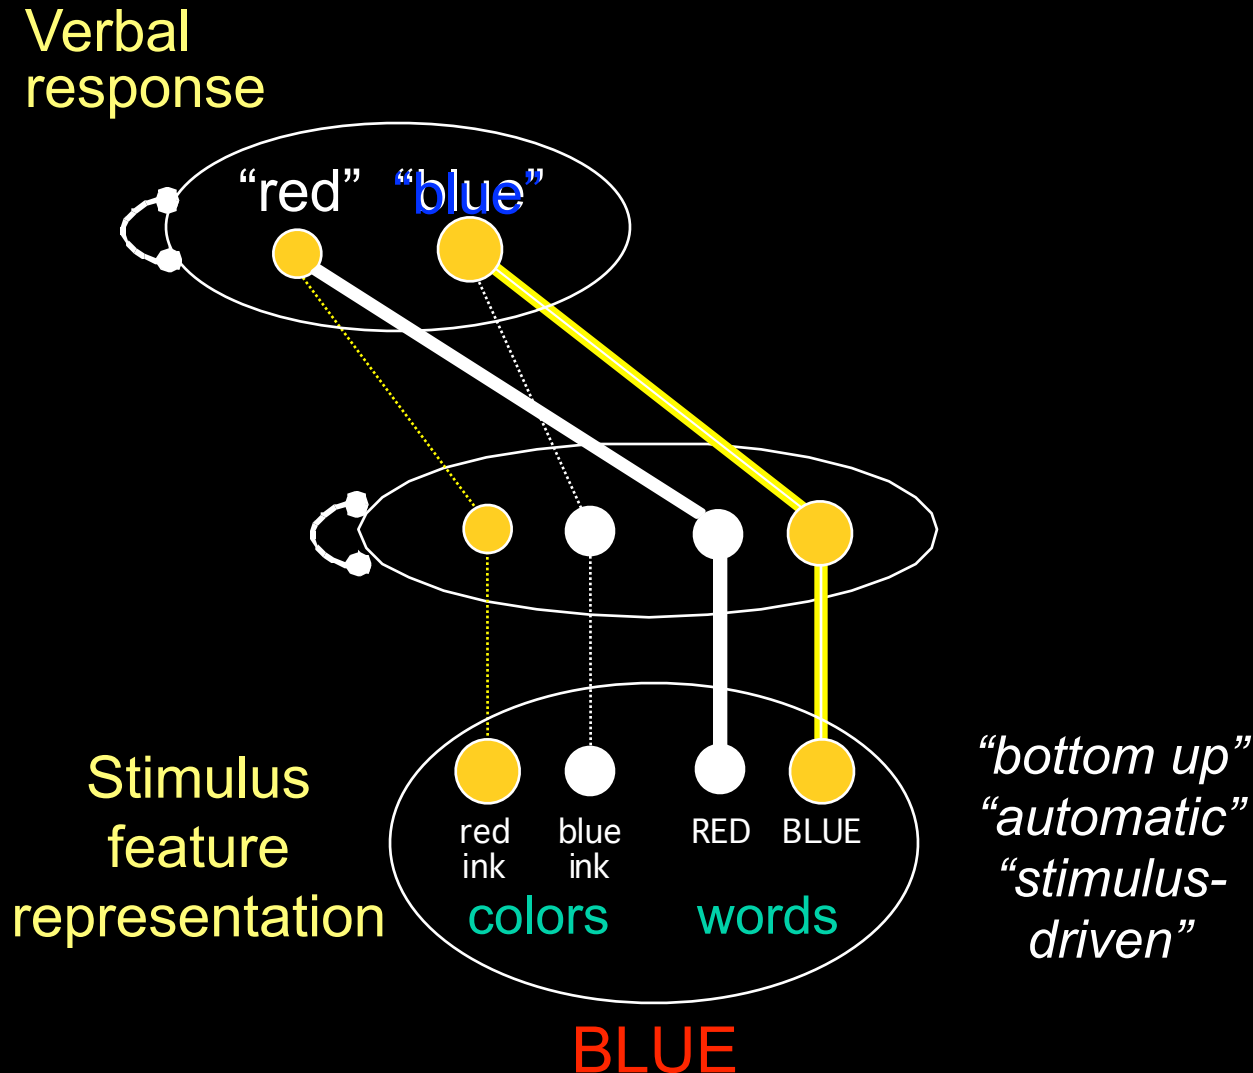 Verbal
response
“red” “blue”
Stimulus
feature
representation
red
ink
blue
ink
RED
BLUE
colors
words
“bottom up”
“automatic”
“stimulus-
driven”
BLUE